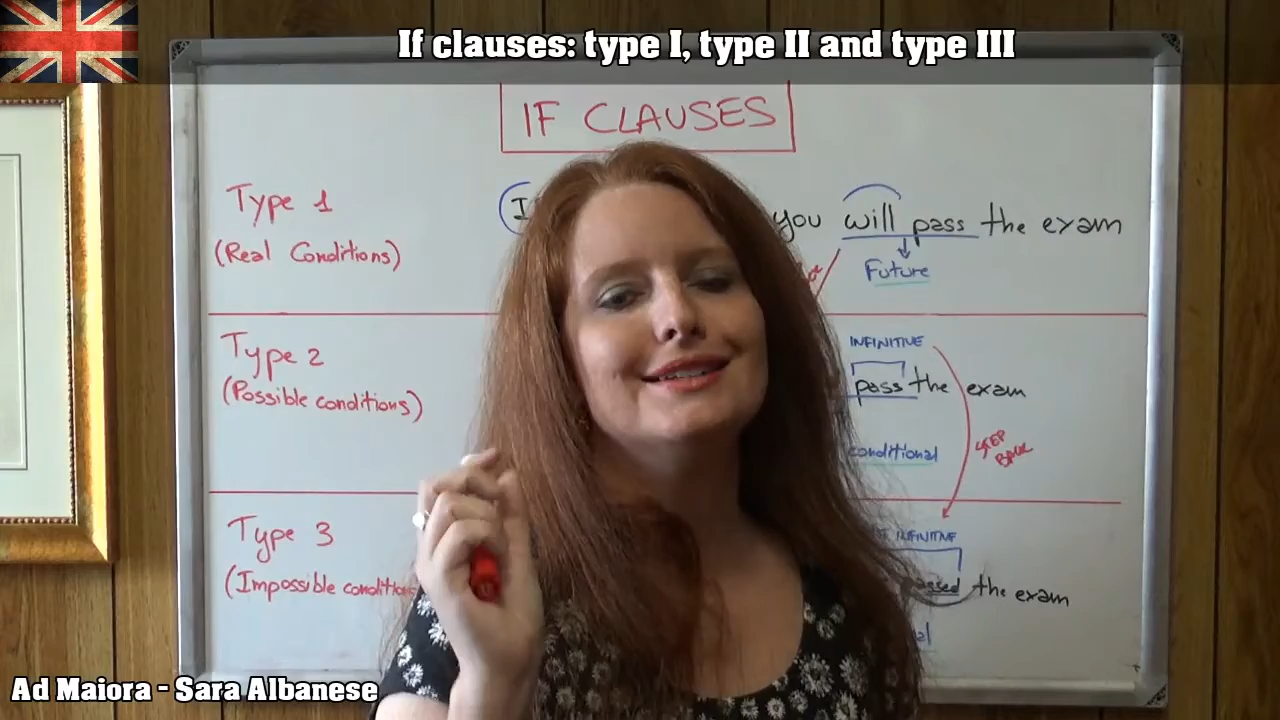 If clauses: type I, type II and type III
IF CLAUSES
Type 1
(Real Conditions)
you will pass the exam
Future
Type 2
(Possible conditions)
INFINITIVE
pass the exam
conditional
STEP BACK
Type 3
(Impossible condition
INFINITIVE
the exam
Ad Maiora - Sara Albanese